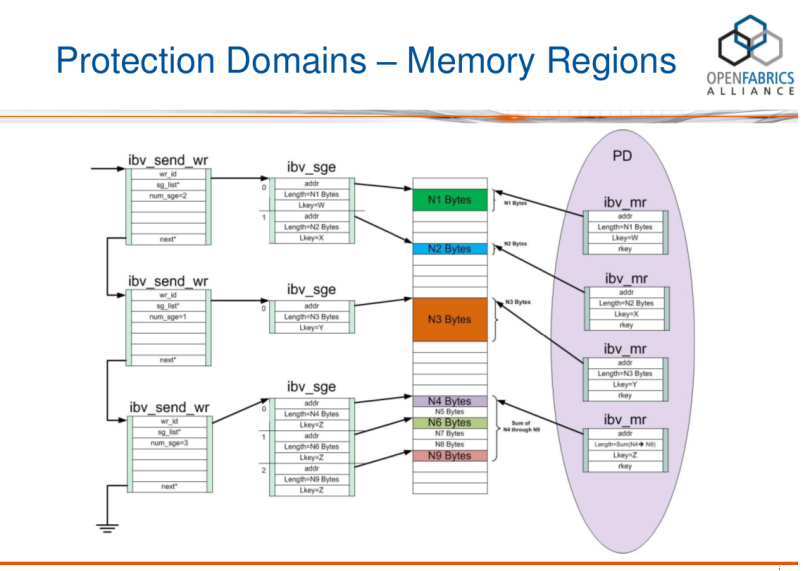 Protection Domains – Memory Regions
OPENFABRICS
ALLIANCE
ibv_send_wr
wr_id
sg_list*
num_sge=2
next*
ibv_sge
0
addr
Length=N1 Bytes
Lkey=W
1
addr
Length=N2 Bytes
Lkey=X
ibv_send_wr
wr_id
sg_list*
num_sge=1
next*
ibv_sge
0
addr
Length=N3 Bytes
Lkey=Y
ibv_send_wr
wr_id
sg_list*
num_sge=3
next*
ibv_sge
0
addr
Length=N4 Bytes
Lkey=Z
1
addr
Length=N6 Bytes
Lkey=Z
2
addr
Length=N9 Bytes
Lkey=Z
N1 Bytes
N2 Bytes
N3 Bytes
N4 Bytes
N5 Bytes
N6 Bytes
N7 Bytes
N8 Bytes
N9 Bytes
N1 Bytes
N2 Bytes
N3 Bytes
Sum of
N4 through N9
PD
ibv_mr
addr
Length=N1 Bytes
Lkey=W
rkey
ibv_mr
addr
Length=N2 Bytes
Lkey=X
rkey
ibv_mr
addr
Length=N3 Bytes
Lkey=Y
rkey
ibv_mr
addr
Length=Sum(N4→ N9)
Lkey=Z
rkey